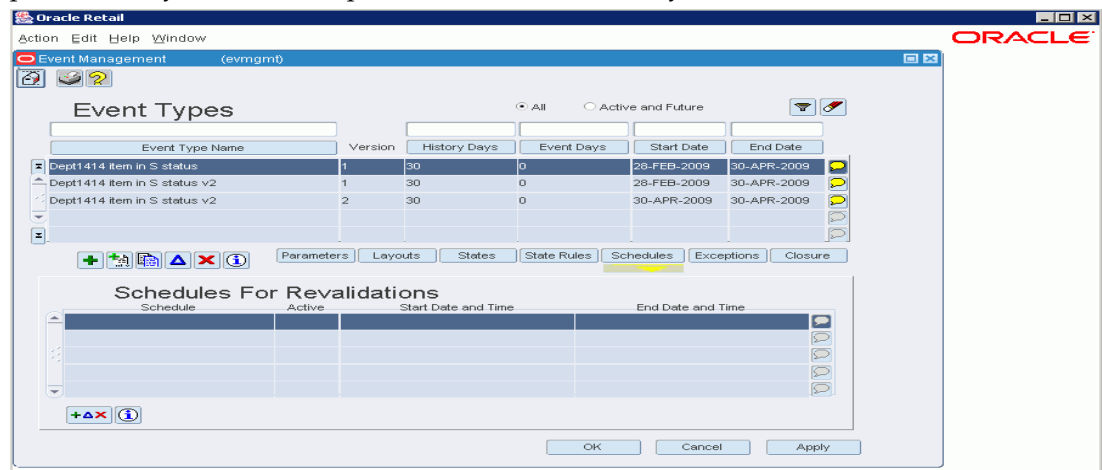 Oracle Retail
Action Edit Help Window
ORACLE
Event Management (evmgmt)
Event Types
All Active and Future
Event Type Name Version History Days Event Days Start Date End Date
Dept1414 item in S status 1 30 0 28-FEB-2009 30-APR-2009
Dept1414 item in S status v2 1 30 0 28-FEB-2009 30-APR-2009
Dept1414 item in S status v2 2 30 0 30-APR-2009 30-APR-2009
Parameters Layouts States State Rules Schedules Exceptions Closure
Schedules For Revalidations
Schedule Active Start Date and Time End Date and Time
OK Cancel Apply